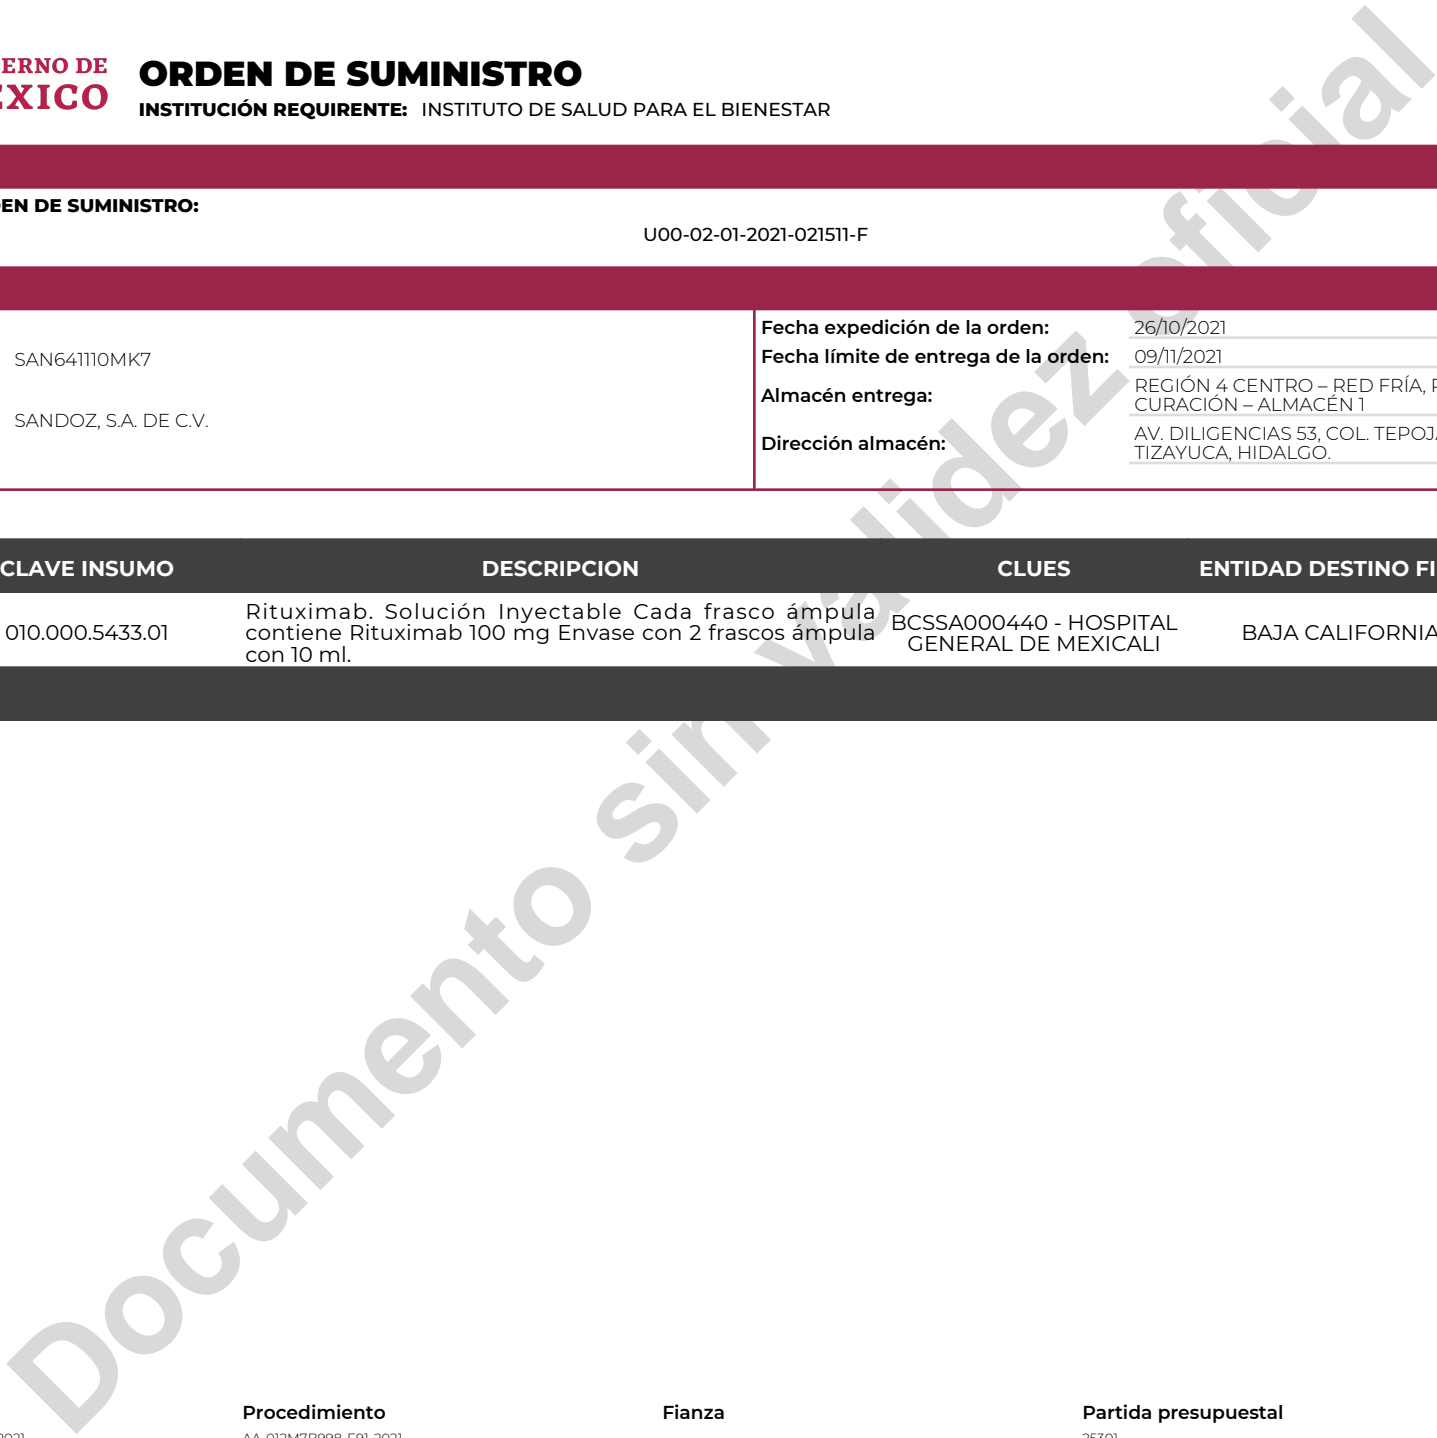 ERNO DE
ORDEN DE SUMINISTRO
XICO
INSTITUCIÓN REQUIRENTE: INSTITUTO DE SALUD PARA EL BIENESTAR
EN DE SUMINISTRO:
U00-02-01-2021-021511-F
SAN641110MK7
SANDOZ, S.A. DE C.V.
Fecha expedición de la orden: 26/10/2021
Fecha límite de entrega de la orden: 09/11/2021
Almacén entrega: REGIÓN 4 CENTRO – RED FRÍA,
CURACIÓN – ALMACÉN 1
Dirección almacén: AV. DILIGENCIAS 53, COL. TEPOJ
TIZAYUCA, HIDALGO.
CLAVE INSUMO DESCRIPCION CLUES ENTIDAD DESTINO FI
010.000.5433.01
Rituximab. Solución Inyectable Cada frasco ámpula
contiene Rituximab 100 mg Envase con 2 frascos ámpula
con 10 ml.
BCSSA000440 - HOSPITAL
GENERAL DE MEXICALI
BAJA CALIFORNIA
Documento sin validez oficial
Procedimiento Fianza Partida presupuestal